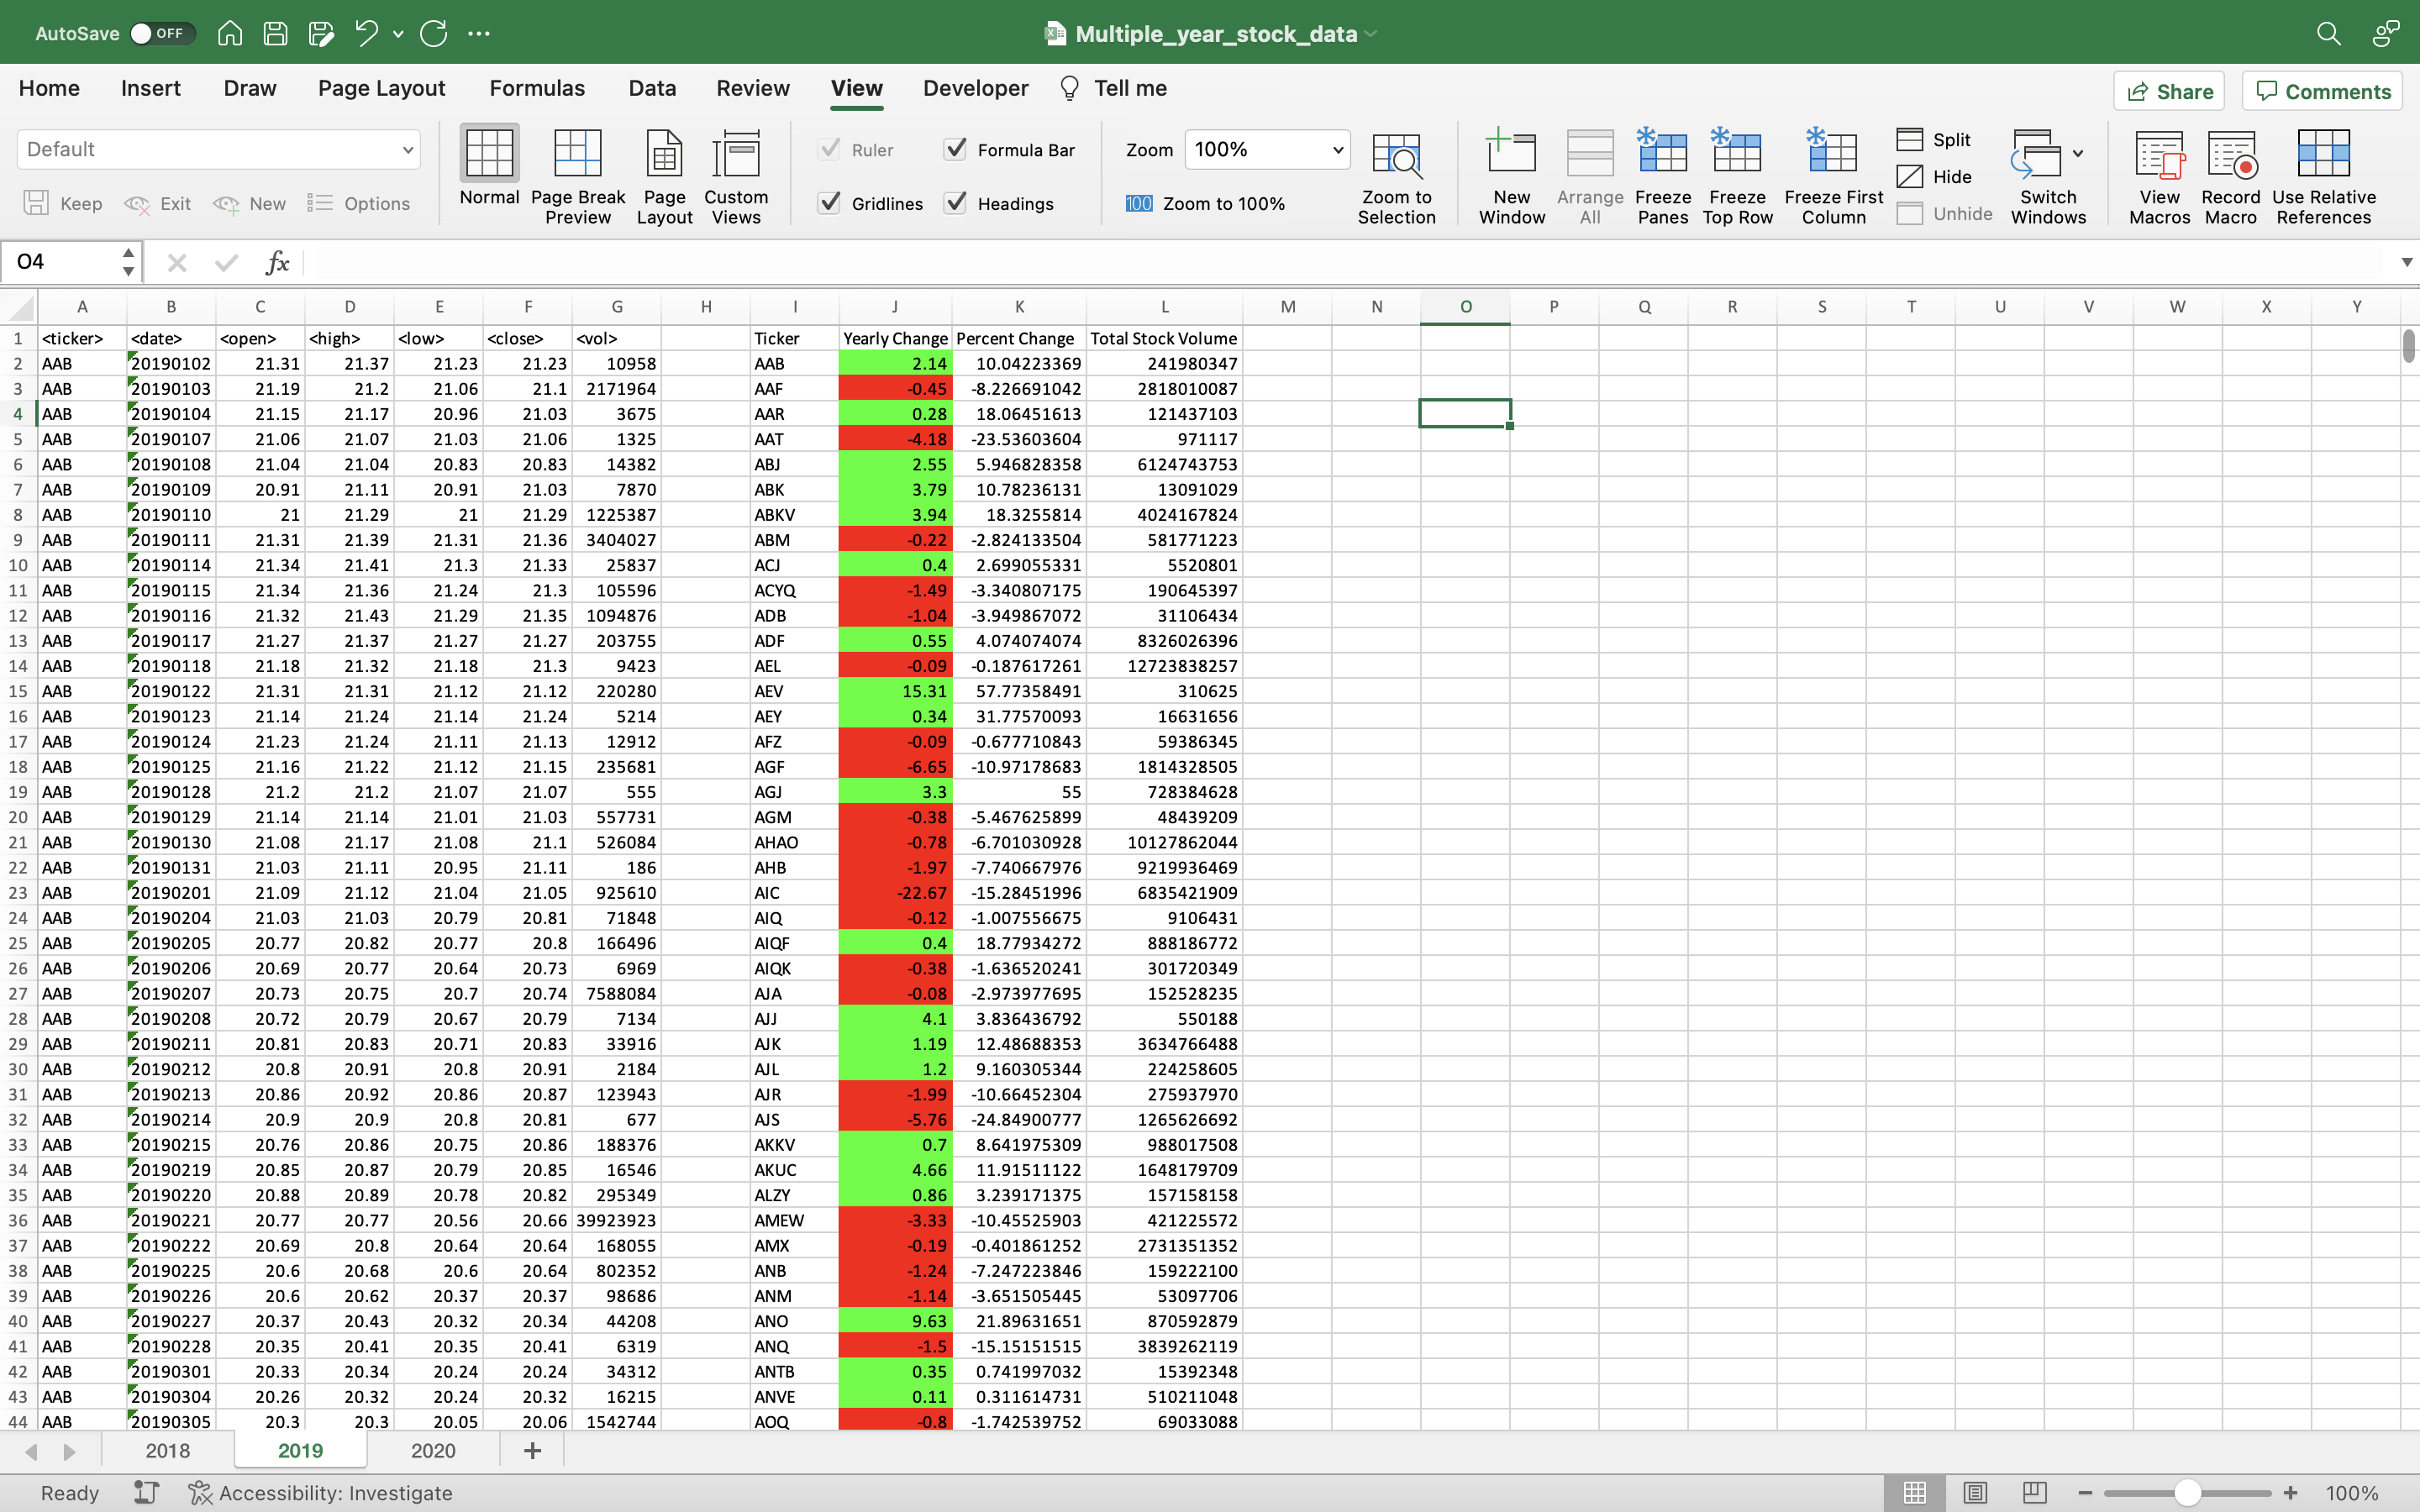 AutoSave OFF Multiple_year_stock_data
Home Insert Draw Page Layout Formulas Data Review View Developer Tell me Share Comments
Default Ruler Formula Bar Zoom 100% Split
Hide
Normal Page Break Preview Page Layout Custom Views Zoom to Selection New Window Arrange All Freeze Panes Freeze Top Row Freeze First Column Switch Windows View Macros Record Macro Use Relative References
Keep Exit New Options Gridlines Headings 100 Zoom to 100% Unhide
O4 fx
A B C D E F G H I J K L M N O P Q R S T U V W X Y
1 <ticker> <date> <open> <high> <low> <close> <vol> Ticker Yearly Change Percent Change Total Stock Volume
2 AAB 20190102 21.31 21.37 21.23 21.23 10958 AAB 2.14 10.04223369 241980347
3 AAB 20190103 21.19 21.2 21.06 21.1 2171964 AAF -0.45 -8.226691042 2818010087
4 AAB 20190104 21.15 21.17 20.96 21.03 3675 AAR 0.28 18.06451613 121437103
5 AAB 20190107 21.06 21.07 21.03 21.06 1325 AAT -4.18 -23.53603604 971117
6 AAB 20190108 21.04 21.04 20.83 20.83 14382 ABJ 2.55 5.946828358 6124743753
7 AAB 20190109 20.91 21.11 20.91 21.03 7870 ABK 3.79 10.78236131 13091029
8 AAB 20190110 21 21.29 21 21.29 1225387 ABKV 3.94 18.3255814 4024167824
9 AAB 20190111 21.31 21.39 21.31 21.36 3404027 ABM -0.22 -2.824133504 581771223
10 AAB 20190114 21.34 21.41 21.3 21.33 25837 ACJ 0.4 2.699055331 5520801
11 AAB 20190115 21.34 21.36 21.24 21.3 105596 ACYQ -1.49 -3.340807175 190645397
12 AAB 20190116 21.32 21.43 21.29 21.35 1094876 ADB -1.04 -3.949867072 31106434
13 AAB 20190117 21.27 21.37 21.27 21.27 203755 ADF 0.55 4.074074074 8326026396
14 AAB 20190118 21.18 21.32 21.18 21.3 9423 AEL -0.09 -0.187617261 12723838257
15 AAB 20190122 21.31 21.31 21.12 21.12 220280 AEV 15.31 57.77358491 310625
16 AAB 20190123 21.14 21.24 21.14 21.24 5214 AEY 0.34 31.77570093 16631656
17 AAB 20190124 21.23 21.24 21.11 21.13 12912 AFZ -0.09 -0.677710843 59386345
18 AAB 20190125 21.16 21.22 21.12 21.15 235681 AGF -6.65 -10.97178683 1814328505
19 AAB 20190128 21.2 21.2 21.07 21.07 555 AGJ 3.3 55 728384628
20 AAB 20190129 21.14 21.14 21.01 21.03 557731 AGM -0.38 -5.467625899 48439209
21 AAB 20190130 21.08 21.17 21.08 21.1 526084 AHAO -0.78 -6.701030928 10127862044
22 AAB 20190131 21.03 21.11 20.95 21.11 186 AHB -1.97 -7.740667976 9219936469
23 AAB 20190201 21.09 21.12 21.04 21.05 925610 AIC -22.67 -15.28451996 6835421909
24 AAB 20190204 21.03 21.03 20.79 20.81 71848 AIQ -0.12 -1.007556675 9106431
25 AAB 20190205 20.77 20.82 20.77 20.8 166496 AIQF 0.4 18.77934272 888186772
26 AAB 20190206 20.69 20.77 20.64 20.73 6969 AIQK -0.38 -1.636520241 301720349
27 AAB 20190207 20.73 20.75 20.7 20.74 7588084 AJA -0.08 -2.973977695 152528235
28 AAB 20190208 20.72 20.79 20.67 20.79 7134 AJJ 4.1 3.836436792 550188
29 AAB 20190211 20.81 20.83 20.71 20.83 33916 AJK 1.19 12.48688353 3634766488
30 AAB 20190212 20.8 20.91 20.8 20.91 2184 AJL 1.2 9.160305344 224258605
31 AAB 20190213 20.86 20.92 20.86 20.87 123943 AJR -1.99 -10.66452304 275937970
32 AAB 20190214 20.9 20.9 20.8 20.81 677 AJS -5.76 -24.84900777 1265626692
33 AAB 20190215 20.76 20.86 20.75 20.86 188376 AKKV 0.7 8.641975309 988017508
34 AAB 20190219 20.85 20.87 20.79 20.85 16546 AKUC 4.66 11.91511122 1648179709
35 AAB 20190220 20.88 20.89 20.78 20.82 295349 ALZY 0.86 3.239171375 157158158
36 AAB 20190221 20.77 20.77 20.56 20.66 39923923 AMEW -3.33 -10.45525903 421225572
37 AAB 20190222 20.69 20.8 20.64 20.64 168055 AMX -0.19 -0.401861252 2731351352
38 AAB 20190225 20.6 20.68 20.6 20.64 802352 ANB -1.24 -7.247223846 159222100
39 AAB 20190226 20.6 20.62 20.37 20.37 98686 ANM -1.14 -3.651505445 53097706
40 AAB 20190227 20.37 20.43 20.32 20.34 44208 ANO 9.63 21.89631651 870592879
41 AAB 20190228 20.35 20.41 20.35 20.41 6319 ANQ -1.5 -15.15151515 3839262119
42 AAB 20190301 20.33 20.34 20.24 20.24 34312 ANTB 0.35 0.741997032 15392348
43 AAB 20190304 20.26 20.32 20.24 20.32 16215 ANVE 0.11 0.311614731 510211048
44 AAB 20190305 20.3 20.3 20.05 20.06 1542744 AOQ -0.8 -1.742539752 69033088
2018 2019 2020 +
Ready Accessibility: Investigate 100%